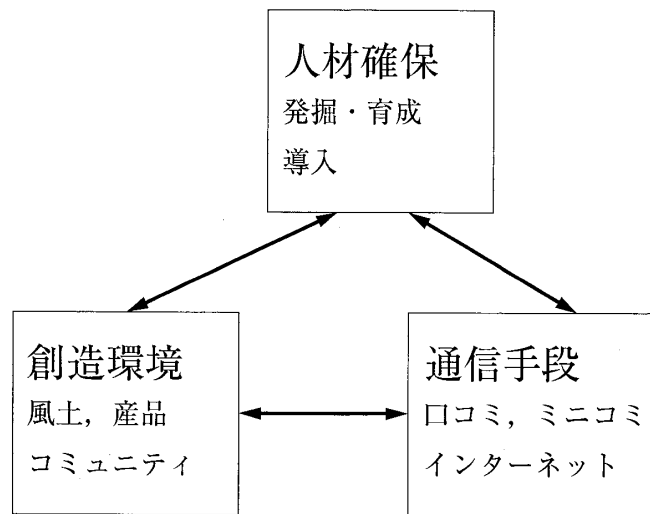 人材確保
発掘・育成
導入
創造環境
風土，産品
コミュニティ
通信手段
口コミ，ミニコミ
インターネット